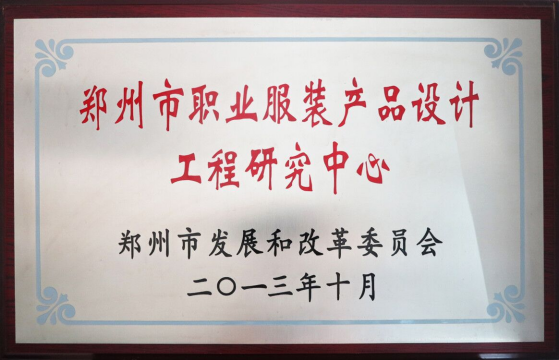 郑州市职业服装产品设计
工程研究中心
郑州市发展和改革委员会
二〇一三年十月